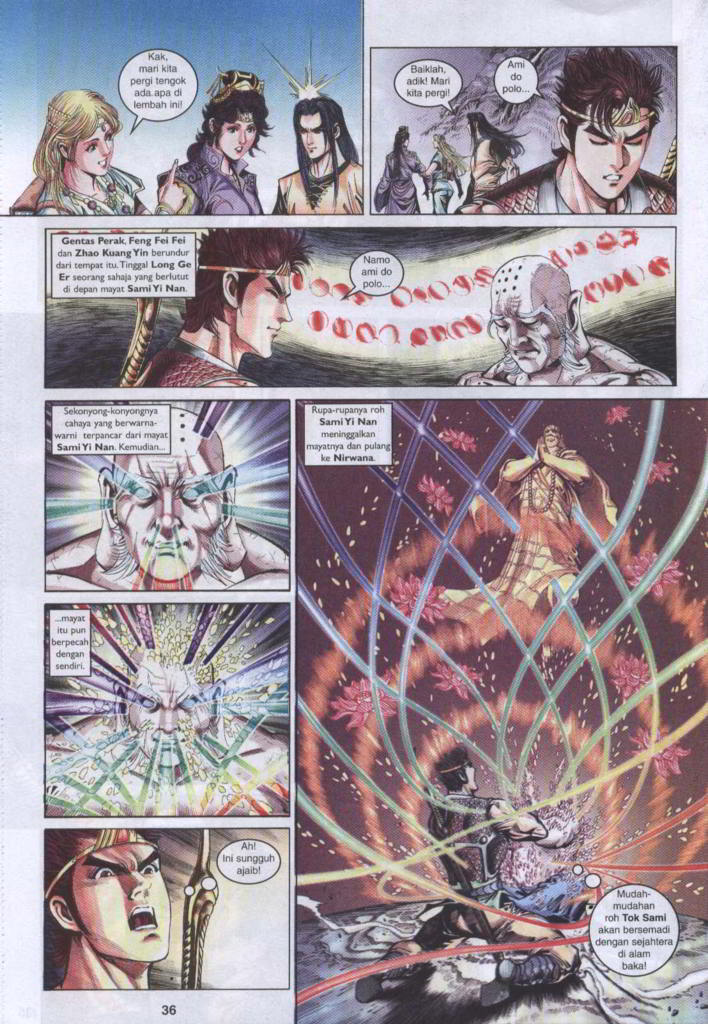 Kak,
mari kita
pergi tengok
ada apa di
lembah ini!
Baiklah,
adik! Mari
kita pergi!
Ami
do
polo...
Gentas Perak, Feng Fei Fei
dan Zhao Kuang Yin berundur
dari tempat itu. Tinggal Long Ge
Er seorang sahaja yang berlutut
di depan mayat Sami Yi Nan.
Namo
ami do
polo...
Sekonyong-konyongnya
cahaya yang berwarna-
warni terpancar dari mayat
Sami Yi Nan. Kemudian...
...mayat
itu pun
berpecah
dengan
sendiri.
Ah!
Ini sungguh
ajaib!
Rupa-rupanya roh
Sami Yi Nan
meninggalkan
mayatnya dan pulang
ke Nirwana.
Mudah-
mudahan
roh Tok Sami
akan bersemadi
dengan sejahtera
di alam
baka!
36